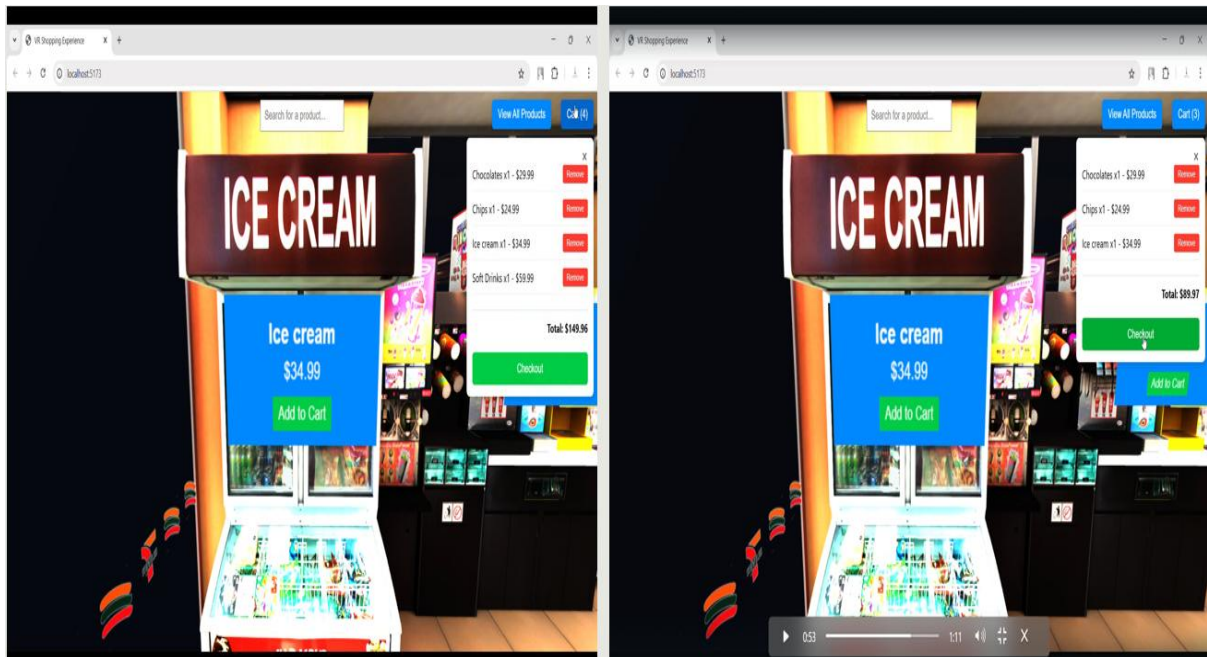 VR Shopping Experience
localhost:5173
Search for a product...
View All Products
Cart (4)
X
Chocolates x1 - $29.99
Remove
Chips x1 - $24.99
Remove
Ice cream x1 - $34.99
Remove
Soft Drinks x1 - $59.99
Remove
Total: $149.96
Checkout
ICE CREAM
Ice cream
$34.99
Add to Cart
VR Shopping Experience
localhost:5173
Search for a product...
View All Products
Cart (3)
X
Chocolates x1 - $29.99
Remove
Chips x1 - $24.99
Remove
Ice cream x1 - $34.99
Remove
Total: $89.97
Checkout
ICE CREAM
Ice cream
$34.99
Add to Cart
Add to Cart
0:53
1:11